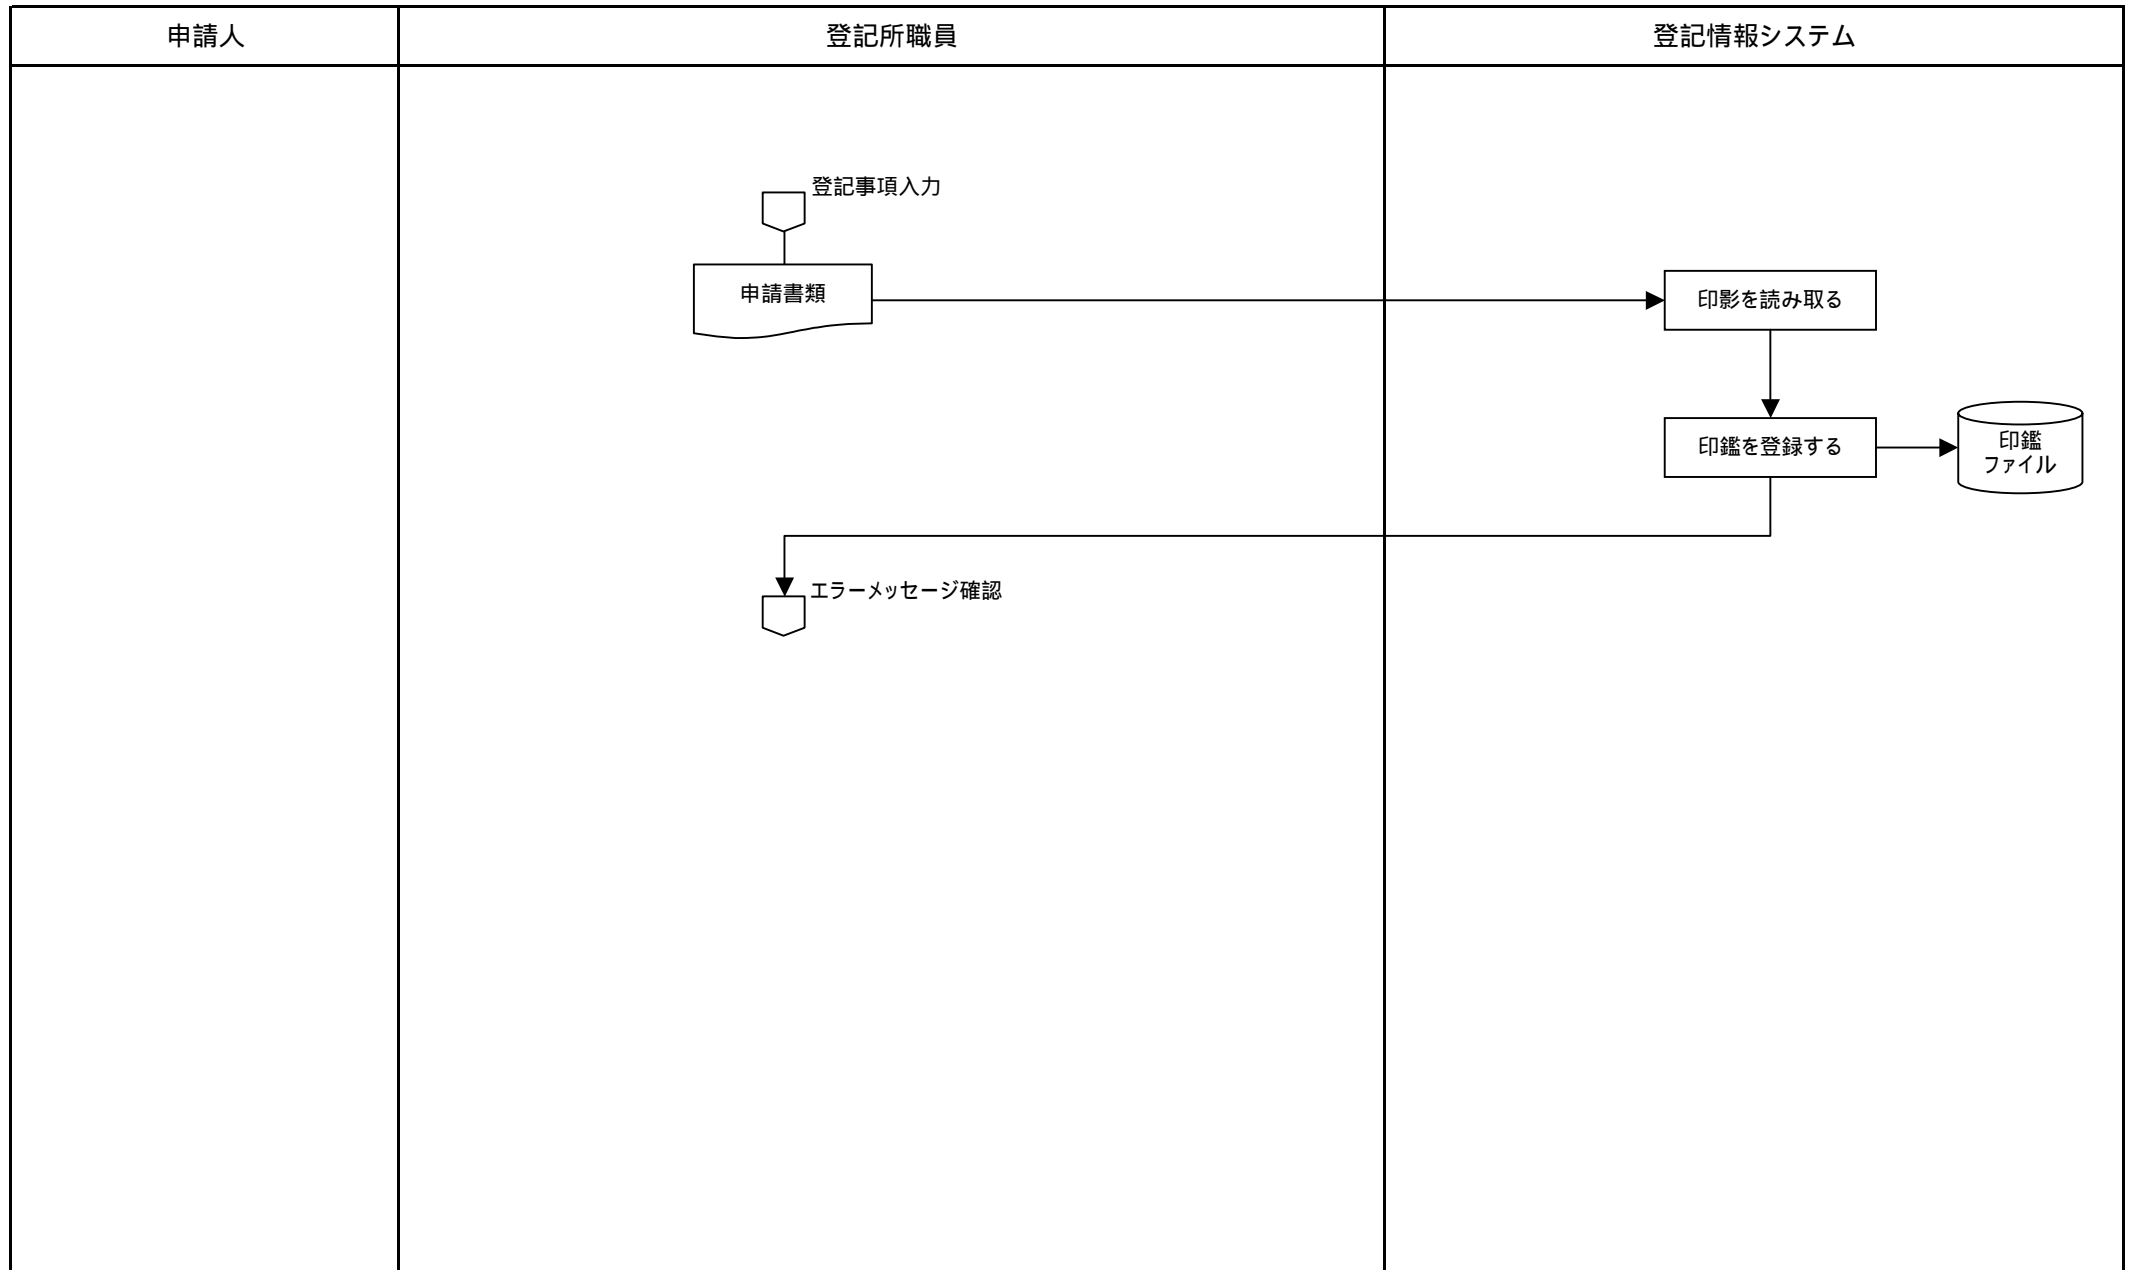 申請人
登記所職員
登記情報システム
登記事項入力
申請書類
印影を読み取る
印鑑を登録する
印鑑
ファイル
エラーメッセージ確認